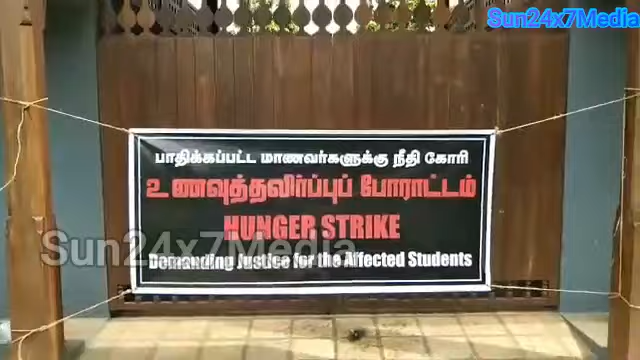 Sun24x7Media
பாதிக்கப்பட்ட மாணவர்களுக்கு நீதி கோரி
உணவுத்தவிர்ப்புப் போராட்டம்
HUNGER STRIKE
Sun24x7Media
Demanding Justice for the Affected Students